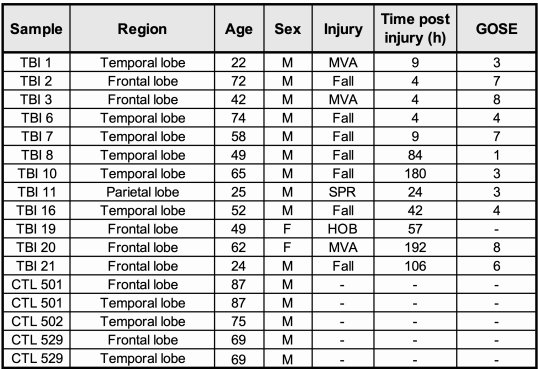 Sample Region Age Sex Injury Time post injury (h) GOSE
TBI 1 Temporal lobe 22 M MVA 9 3
TBI 2 Frontal lobe 72 M Fall 4 7
TBI 3 Frontal lobe 42 M MVA 4 8
TBI 6 Temporal lobe 74 M Fall 4 4
TBI 7 Temporal lobe 58 M Fall 9 7
TBI 8 Temporal lobe 49 M Fall 84 1
TBI 10 Temporal lobe 65 M Fall 180 3
TBI 11 Parietal lobe 25 M SPR 24 3
TBI 16 Temporal lobe 52 M Fall 42 4
TBI 19 Frontal lobe 49 F HOB 57 -
TBI 20 Frontal lobe 62 F MVA 192 8
TBI 21 Frontal lobe 24 M Fall 106 6
CTL 501 Frontal lobe 87 M - - -
CTL 501 Temporal lobe 87 M - - -
CTL 502 Temporal lobe 75 M - - -
CTL 529 Frontal lobe 69 M - - -
CTL 529 Temporal lobe 69 M - - -